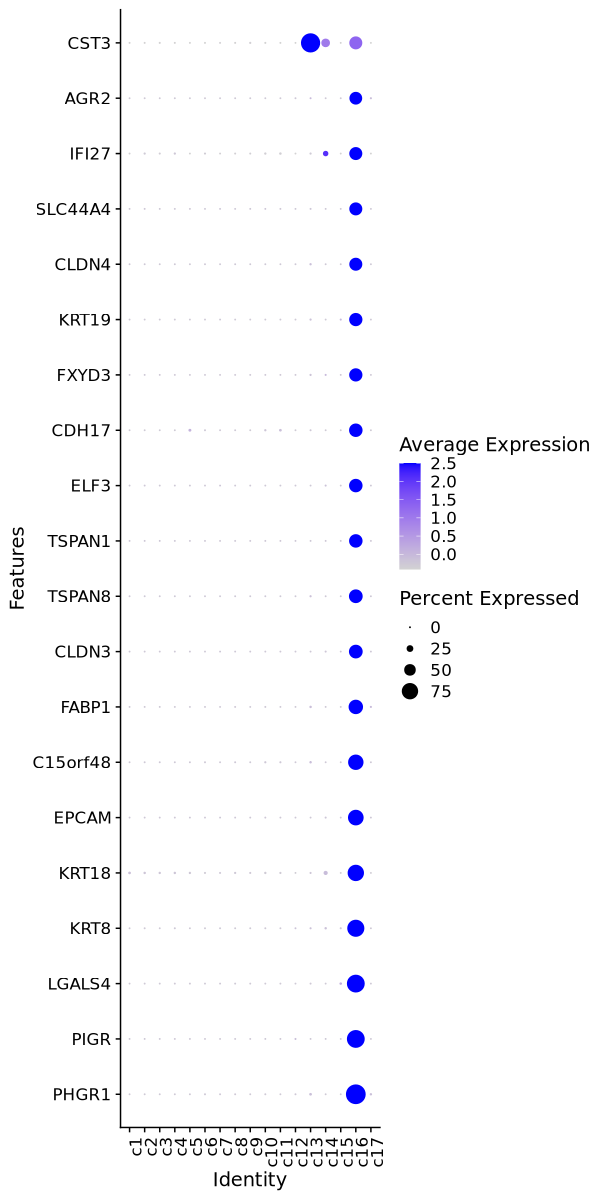 CST3
AGR2
IFI27
SLC44A4
CLDN4
KRT19
FXYD3
CDH17
ELF3
TSPAN1
TSPAN8
CLDN3
FABP1
C15orf48
EPCAM
KRT18
KRT8
LGALS4
PIGR
PHGR1
Features
c1
c2
c3
c4
c5
c6
c7
c8
c9
c10
c11
c12
c13
c14
c15
c16
c17
Identity
Average Expression
2.5
2.0
1.5
1.0
0.5
0.0
Percent Expressed
0
25
50
75